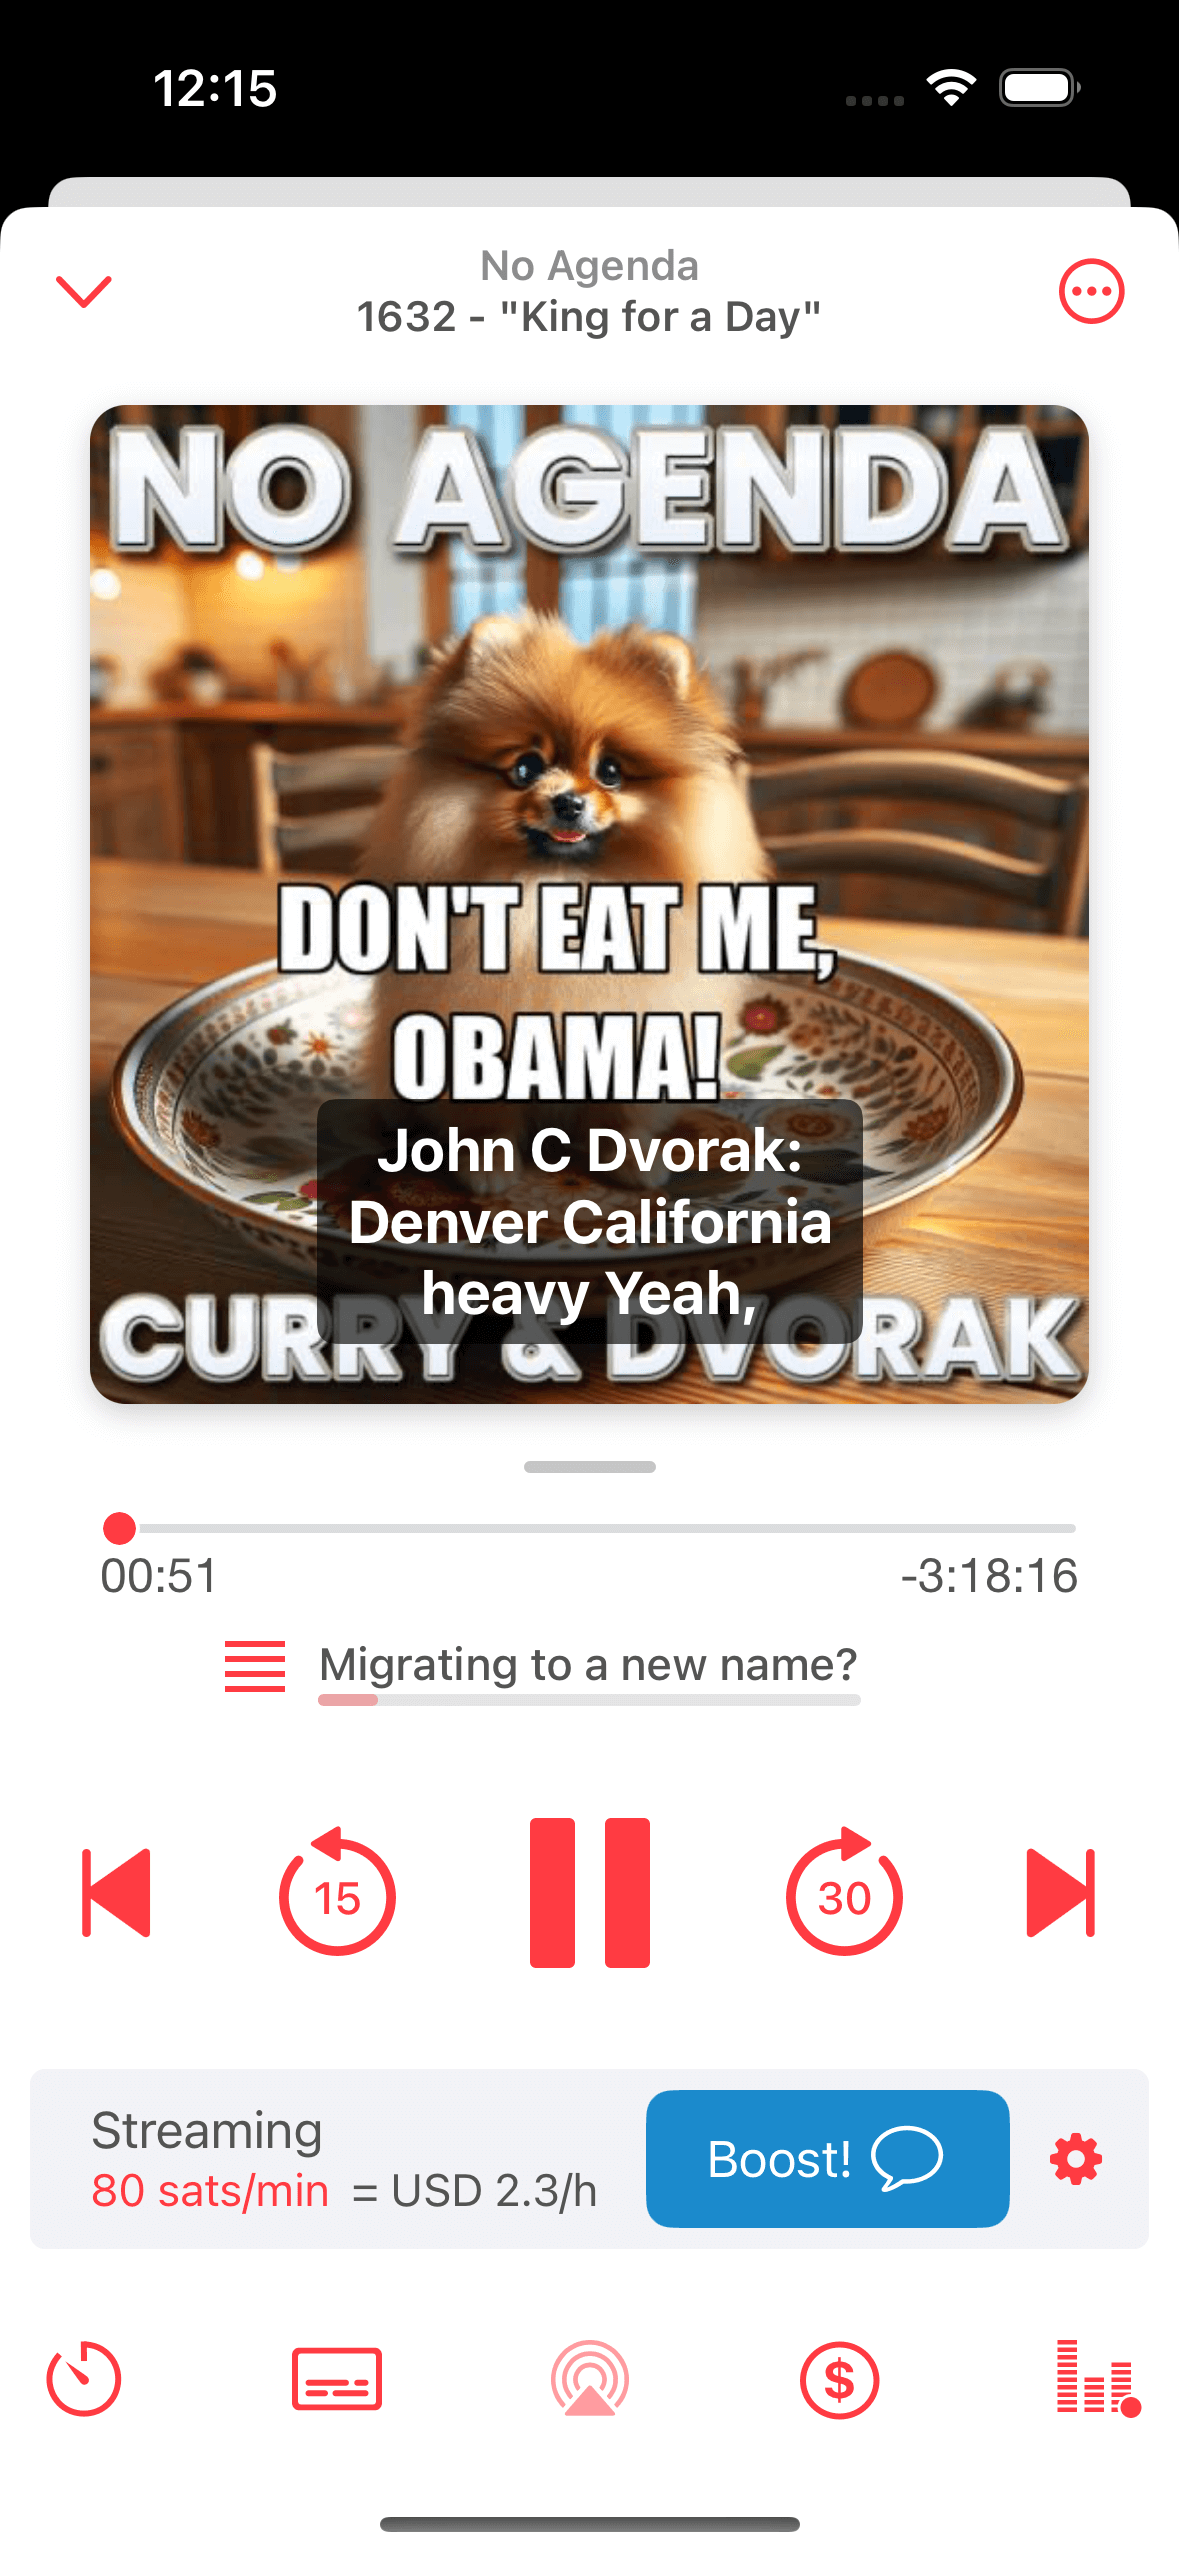 12:15
No Agenda
1632 - "King for a Day"
NO AGENDA
DON'T EAT ME,
OBAMA!
John C Dvorak:
Denver California
heavy Yeah,
CURRY & DVORAK
00:51
-3:18:16
Migrating to a new name?
15
30
Streaming
80 sats/min = USD 2.3/h
Boost!
$